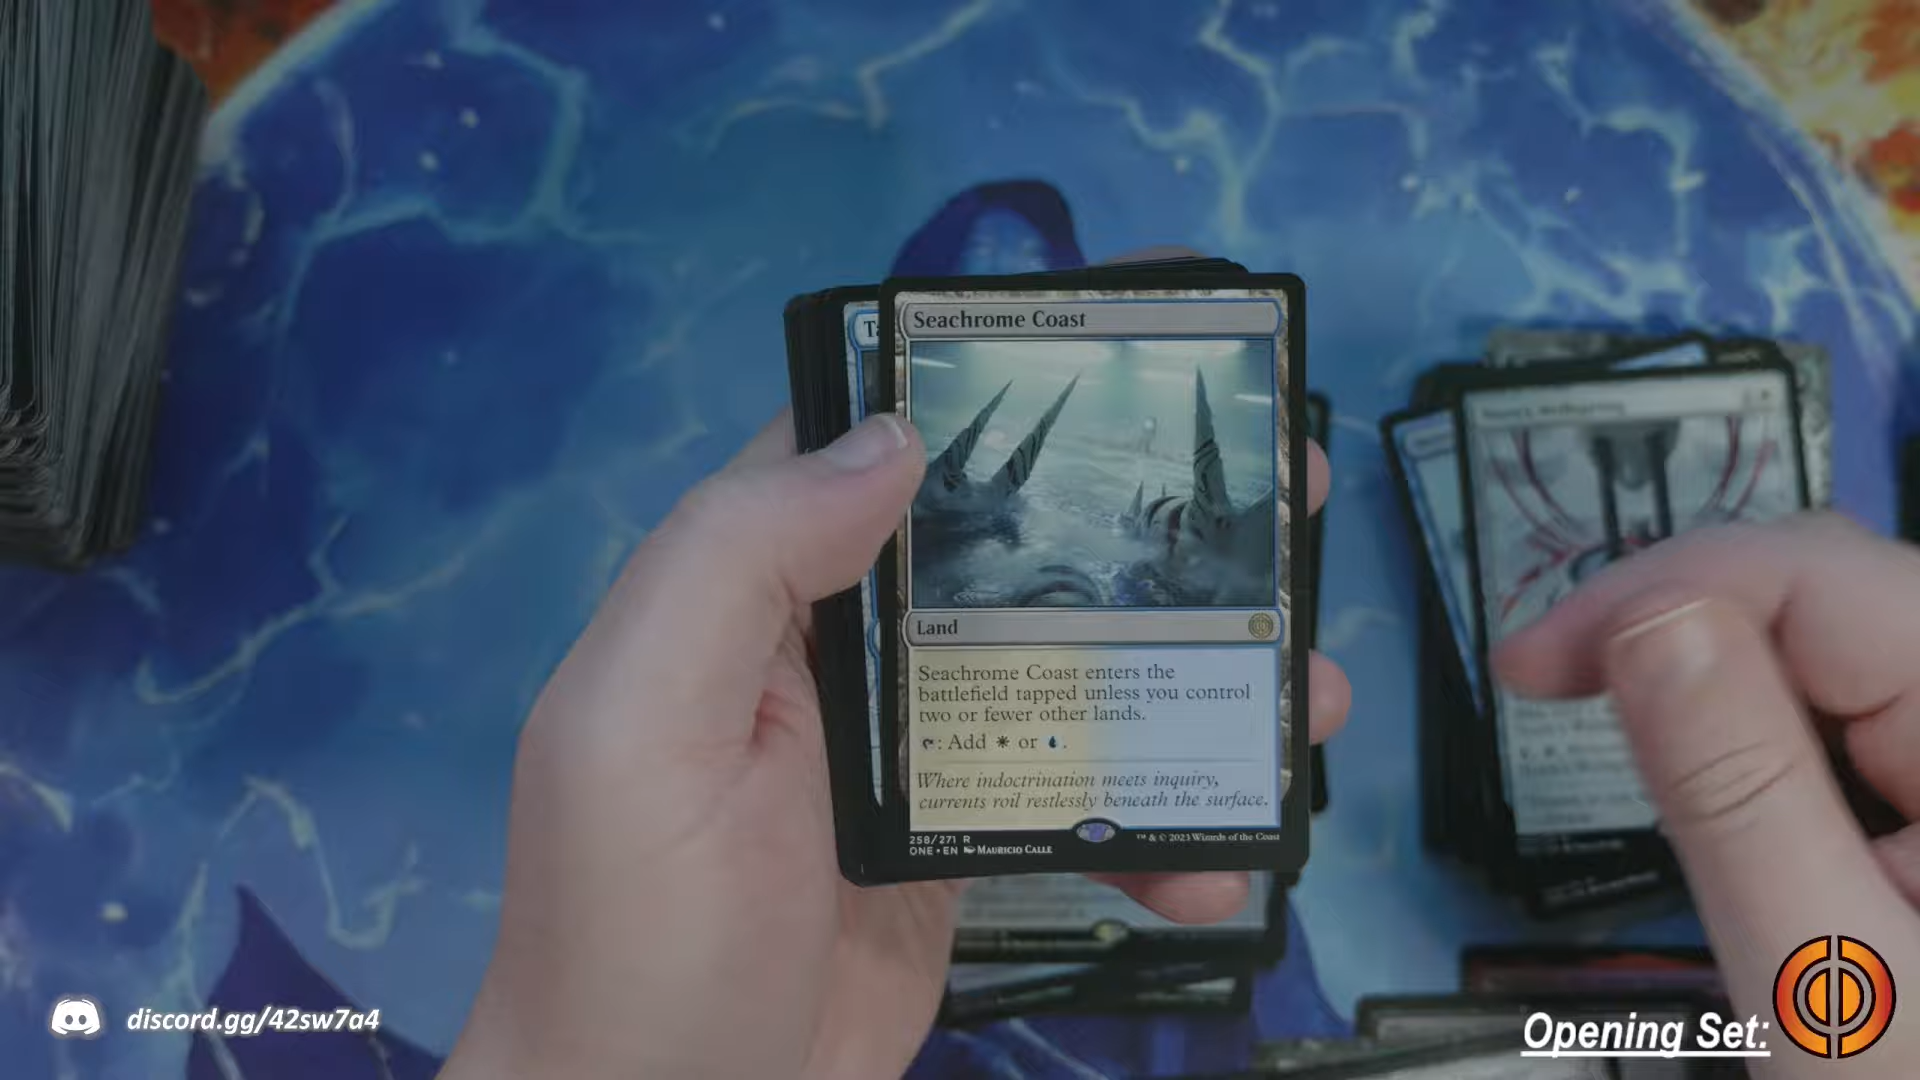 Seachrome Coast
Land
Seachrome Coast enters the
battlefield tapped unless you control
two or fewer other lands.
: Add or .
Where indoctrination meets inquiry,
currents roil restlessly beneath the surface.
258/271 R
ONE • EN Mauricio Calle
™ & © 2023 Wizards of the Coast
discord.gg/42sw7a4
Opening Set: